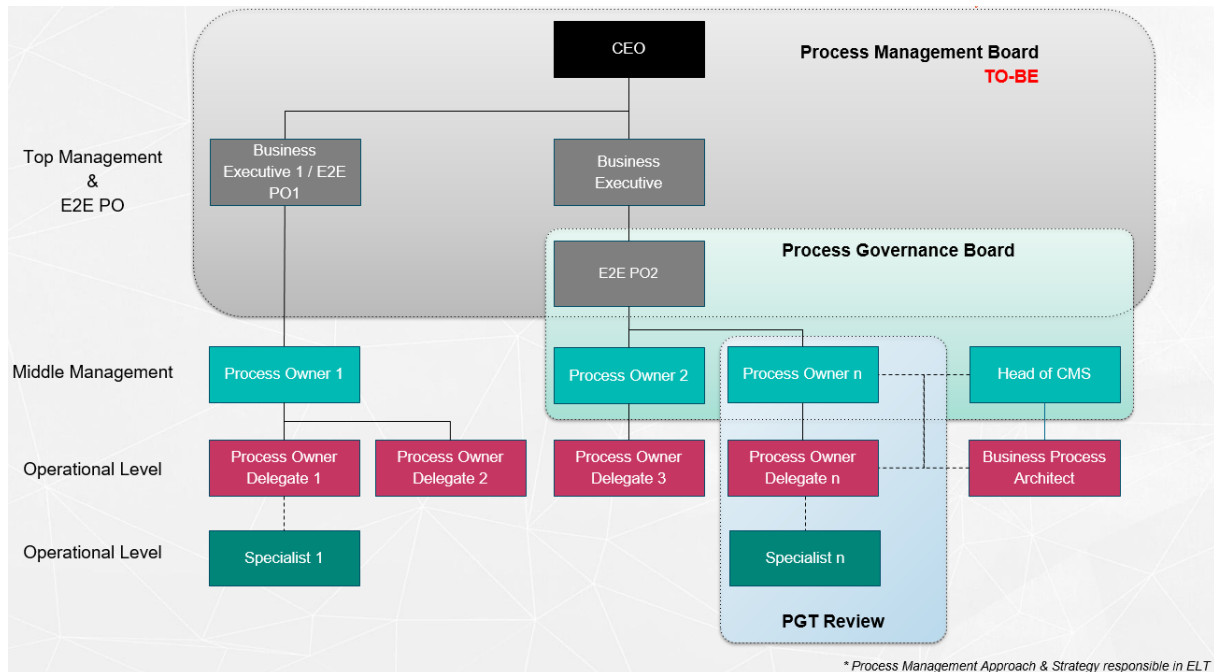 CEO
Process Management Board
TO-BE
Top Management
&
E2E PO
Business
Executive 1 / E2E
PO1
Business
Executive
Process Governance Board
E2E PO2
Middle Management
Process Owner 1
Process Owner 2
Process Owner n
Head of CMS
Operational Level
Process Owner
Delegate 1
Process Owner
Delegate 2
Process Owner
Delegate 3
Process Owner
Delegate n
Business Process
Architect
Operational Level
Specialist 1
Specialist n
PGT Review
* Process Management Approach & Strategy responsible in ELT